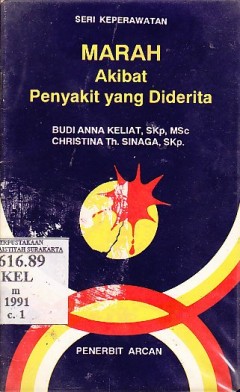 SERI KEPERAWATAN
MARAH
Akibat
Penyakit yang Diderita
BUDI ANNA KELIAT, SKp, MSc
CHRISTINA Th. SINAGA, SKp.
616.89
KEL
m
1991
c. 1
PENERBIT ARCAN